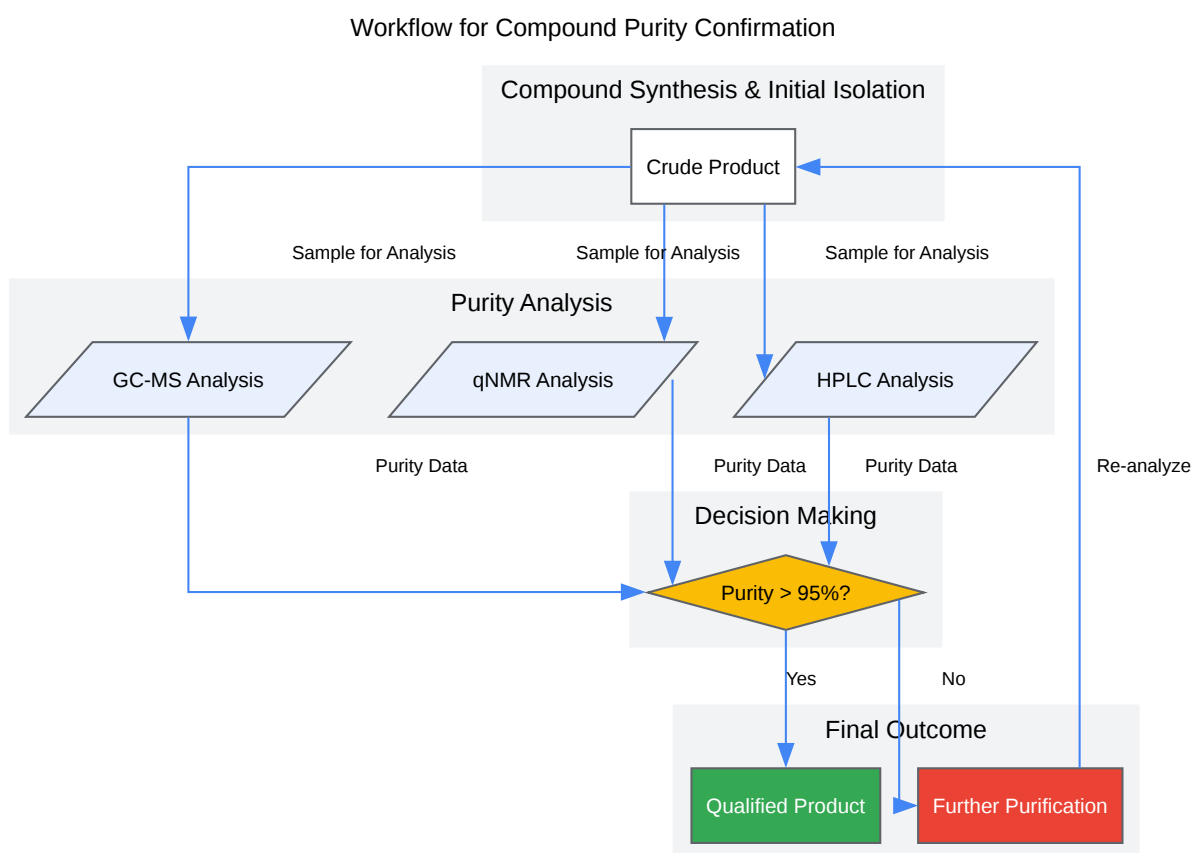 Workflow for Compound Purity Confirmation
Compound Synthesis & Initial Isolation
Crude Product
Sample for Analysis
Sample for Analysis
Sample for Analysis
Purity Analysis
GC-MS Analysis
qNMR Analysis
HPLC Analysis
Purity Data
Purity Data
Purity Data
Re-analyze
Decision Making
Purity > 95%?
Yes
No
Final Outcome
Qualified Product
Further Purification